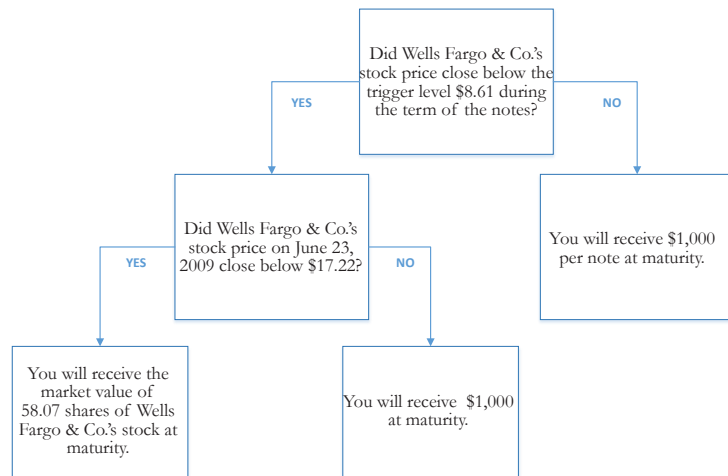 Did Wells Fargo & Co.'s
stock price close below the
trigger level $8.61 during
the term of the notes?
YES
NO
Did Wells Fargo & Co.'s
stock price on June 23,
2009 close below $17.22?
You will receive $1,000
per note at maturity.
YES
NO
You will receive the
market value of
58.07 shares of Wells
Fargo & Co.'s stock at
maturity.
You will receive $1,000
at maturity.